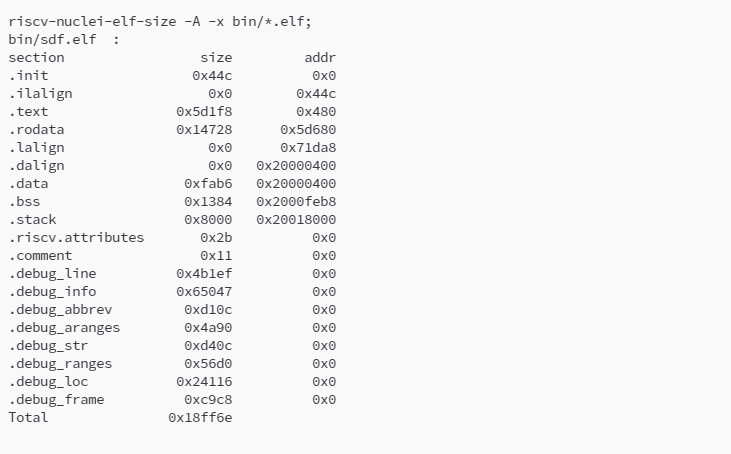 riscv-nuclei-elf-size -A -x bin/*.elf;
bin/sdf.elf  :
section                 size         addr
.init                  0x44c          0x0
.ilalign                 0x0        0x44c
.text                0x5d1f8        0x480
.rodata              0x14728      0x5d680
.lalign                  0x0      0x71da8
.dalign                  0x0   0x20000400
.data                 0xfab6   0x20000400
.bss                  0x1384   0x2000feb8
.stack                0x8000   0x20018000
.riscv.attributes       0x2b          0x0
.comment                0x11          0x0
.debug_line          0x4b1ef          0x0
.debug_info          0x65047          0x0
.debug_abbrev         0xd10c          0x0
.debug_aranges        0x4a90          0x0
.debug_str            0xd40c          0x0
.debug_ranges         0x56d0          0x0
.debug_loc           0x24116          0x0
.debug_frame          0xc9c8          0x0
Total               0x18ff6e